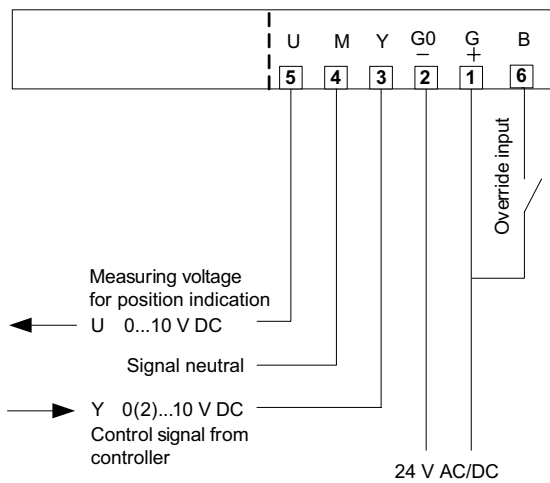 U M Y G0 G B
− +
5 4 3 2 1 6
Override input
Measuring voltage
for position indication
U 0...10 V DC
Signal neutral
Y 0(2)...10 V DC
Control signal from
controller
24 V AC/DC